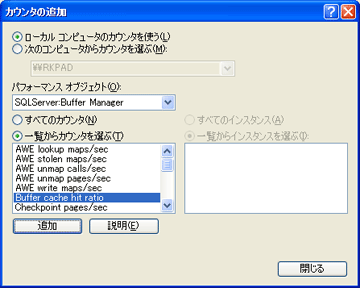 カウンタの追加
ローカル コンピュータのカウンタを使う(L)
次のコンピュータからカウンタを選ぶ(M):
\\RKPAD
パフォーマンス オブジェクト(O):
SQLServer:Buffer Manager
すべてのカウンタ(N)
すべてのインスタンス(A)
一覧からカウンタを選ぶ(T)
一覧からインスタンスを選ぶ(I):
AWE lookup maps/sec
AWE stolen maps/sec
AWE unmap calls/sec
AWE unmap pages/sec
AWE write maps/sec
Buffer cache hit ratio
Checkpoint pages/sec
追加
説明(E)
閉じる